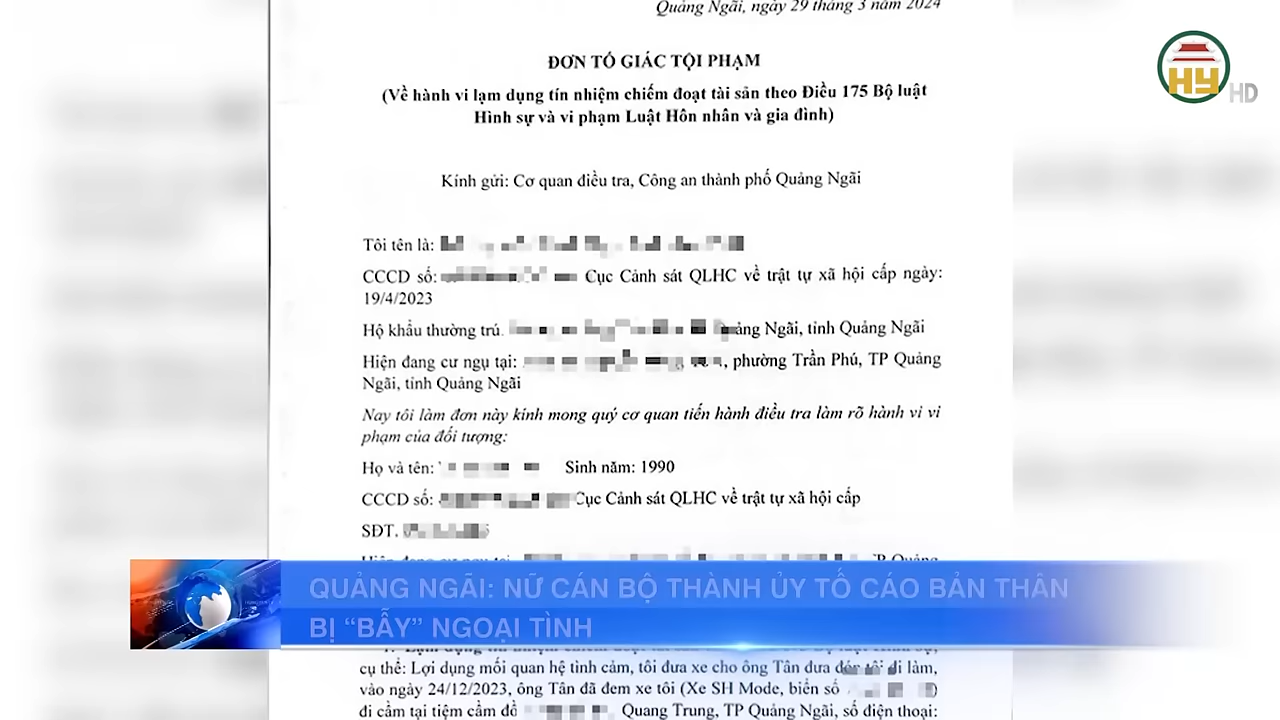 Quảng Ngãi, ngày 29 tháng 3 năm 2024
ĐƠN TỐ GIÁC TỘI PHẠM
(Về hành vi lạm dụng tín nhiệm chiếm đoạt tài sản theo Điều 175 Bộ luật
Hình sự và vi phạm Luật Hôn nhân và gia đình)
HY HD
Kính gửi: Cơ quan điều tra, Công an thành phố Quảng Ngãi
Tôi tên là:
CCCD số: Cục Cảnh sát QLHC về trật tự xã hội cấp ngày:
19/4/2023
Hộ khẩu thường trú. Quảng Ngãi, tỉnh Quảng Ngãi
Hiện đang cư ngụ tại: , phường Trần Phú, TP Quảng
Ngãi, tỉnh Quảng Ngãi
Nay tôi làm đơn này kính mong quý cơ quan tiến hành điều tra làm rõ hành vi vi
phạm của đối tượng:
Họ và tên: Sinh năm: 1990
CCCD số: Cục Cảnh sát QLHC về trật tự xã hội cấp
SĐT.
Hiện đang cư ngụ tại TP Quảng
QUẢNG NGÃI: NỮ CÁN BỘ THÀNH ỦY TỐ CÁO BẢN THÂN
BỊ “BẪY” NGOẠI TÌNH
cụ thể: Lợi dụng mối quan hệ tình cảm, tôi đưa xe cho ông Tân đưa đón tôi đi làm,
vào ngày 24/12/2023, ông Tân đã đem xe tôi (Xe SH Mode, biển số )
đi cầm tại tiệm cầm đồ Quang Trung, TP Quảng Ngãi, số điện thoại: